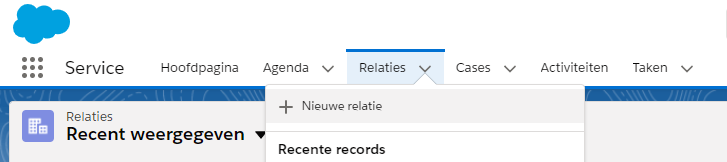 Service Hoofdpagina Agenda Relaties Cases Activiteiten Taken
+ Nieuwe relatie
Relaties
Recent weergegeven
Recente records